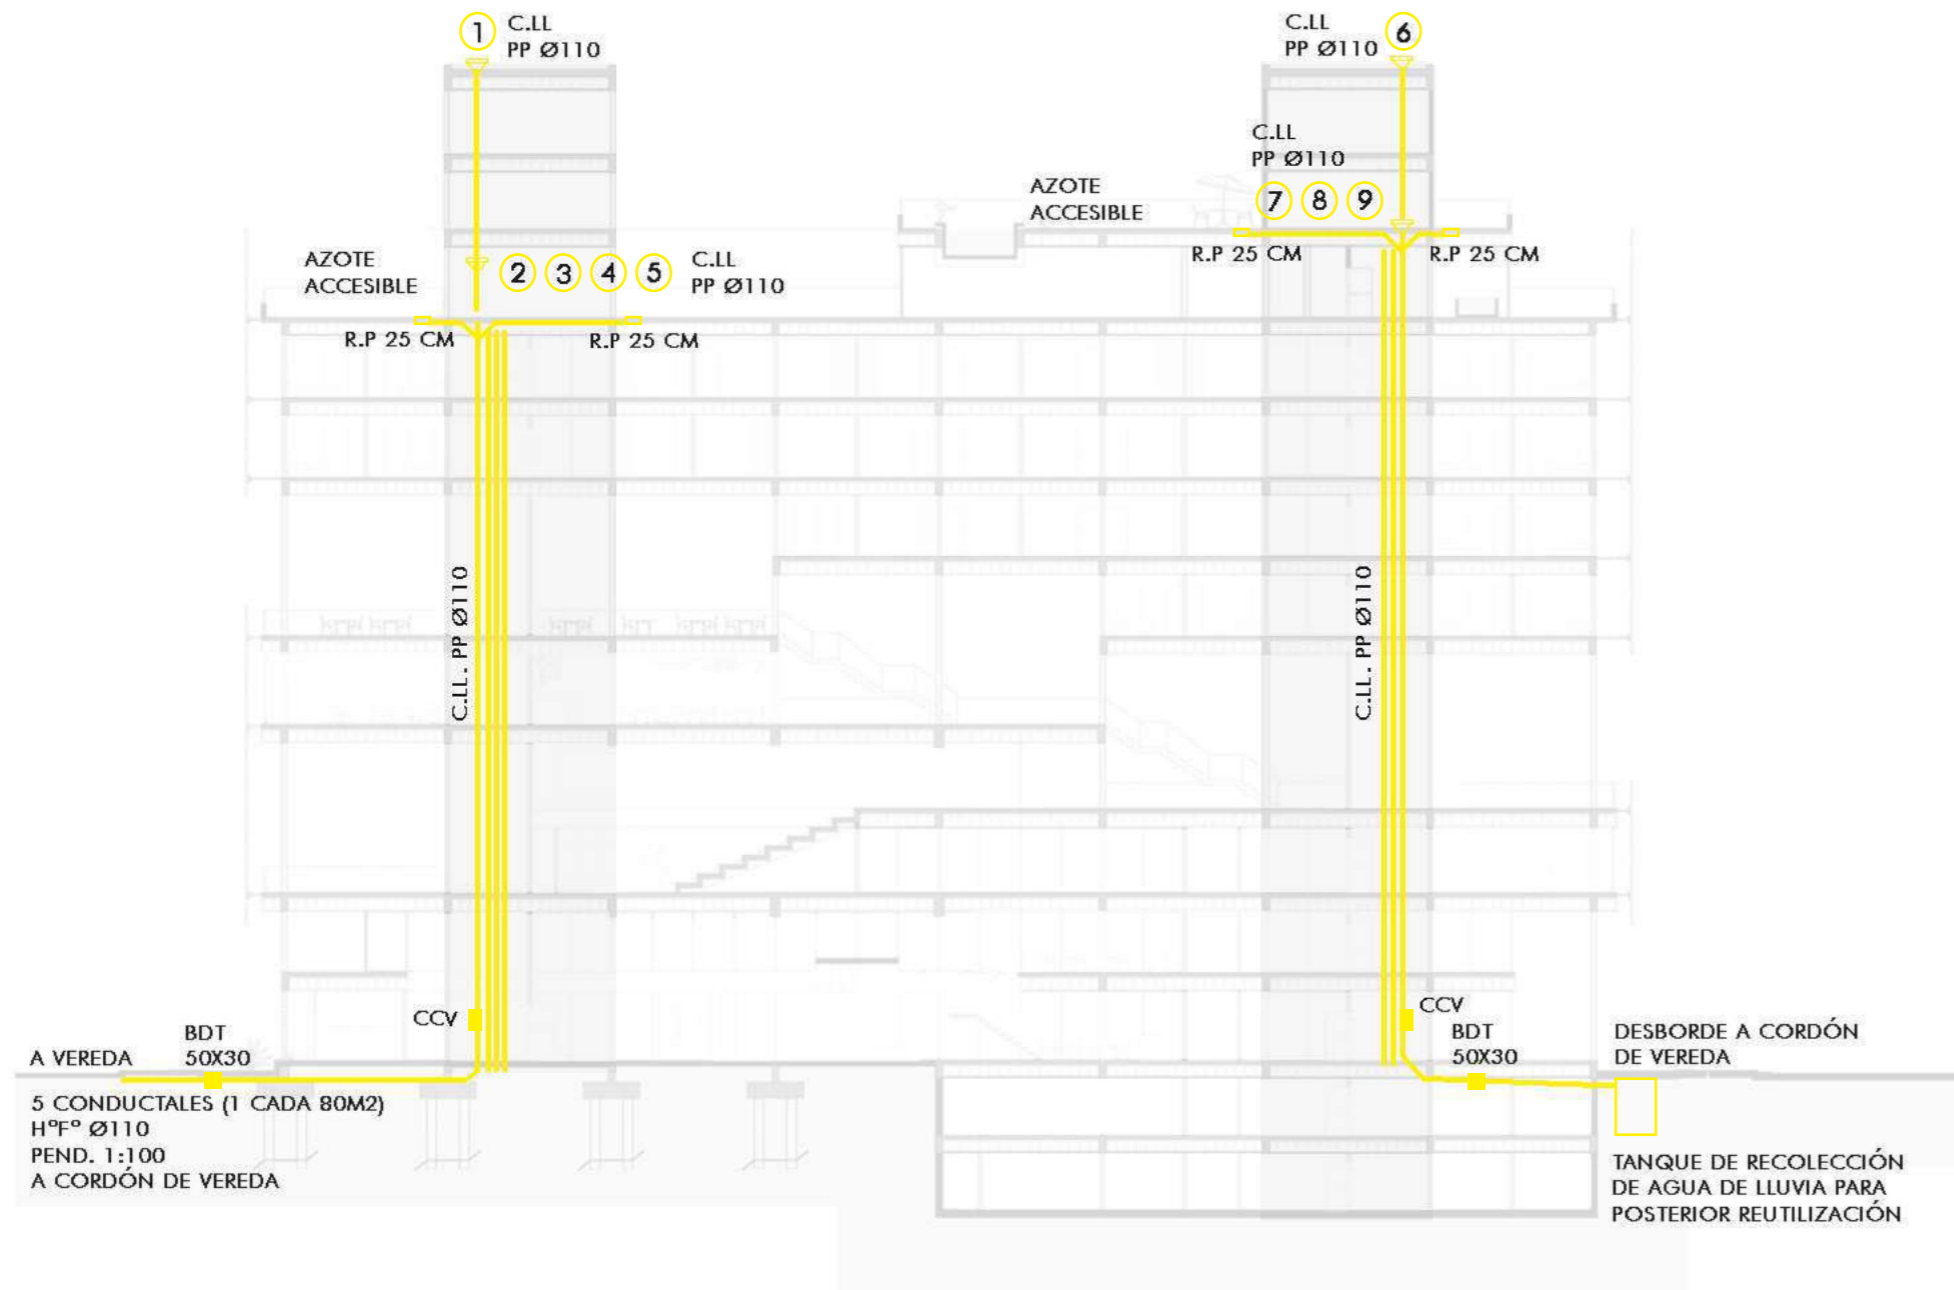 1
C.LL
PP Ø110
C.LL
PP Ø110
6
C.LL
PP Ø110
7 8 9
AZOTE
ACCESIBLE
R.P 25 CM
R.P 25 CM
AZOTE
ACCESIBLE
2 3 4 5
C.LL
PP Ø110
R.P 25 CM
R.P 25 CM
C.LL. PP Ø110
C.LL. PP Ø110
CCV
BDT
50X30
A VEREDA
5 CONDUCTALES (1 CADA 80M2)
HºFº Ø110
PEND. 1:100
A CORDÓN DE VEREDA
CCV
BDT
50X30
DESBORDE A CORDÓN
DE VEREDA
TANQUE DE RECOLECCIÓN
DE AGUA DE LLUVIA PARA
POSTERIOR REUTILIZACIÓN